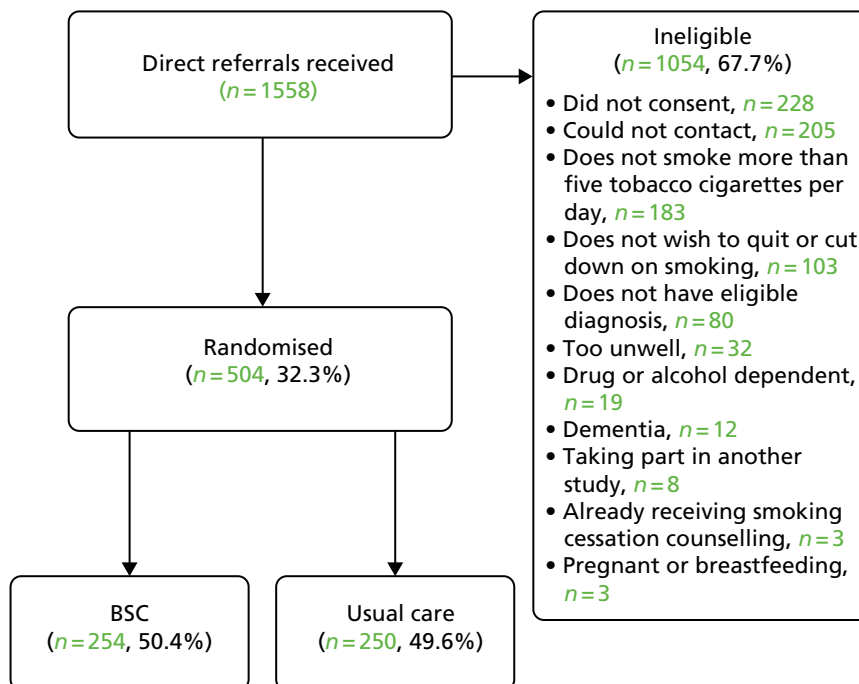 Direct referrals received
(n=1558)
Ineligible
(n=1054, 67.7%)
• Did not consent, n=228
• Could not contact, n=205
• Does not smoke more than
five tobacco cigarettes per
day, n=183
• Does not wish to quit or cut
down on smoking, n=103
• Does not have eligible
diagnosis, n=80
• Too unwell, n=32
• Drug or alcohol dependent,
n=19
• Dementia, n=12
• Taking part in another
study, n=8
• Already receiving smoking
cessation counselling, n=3
• Pregnant or breastfeeding,
n=3
Randomised
(n=504, 32.3%)
BSC
(n=254, 50.4%)
Usual care
(n=250, 49.6%)